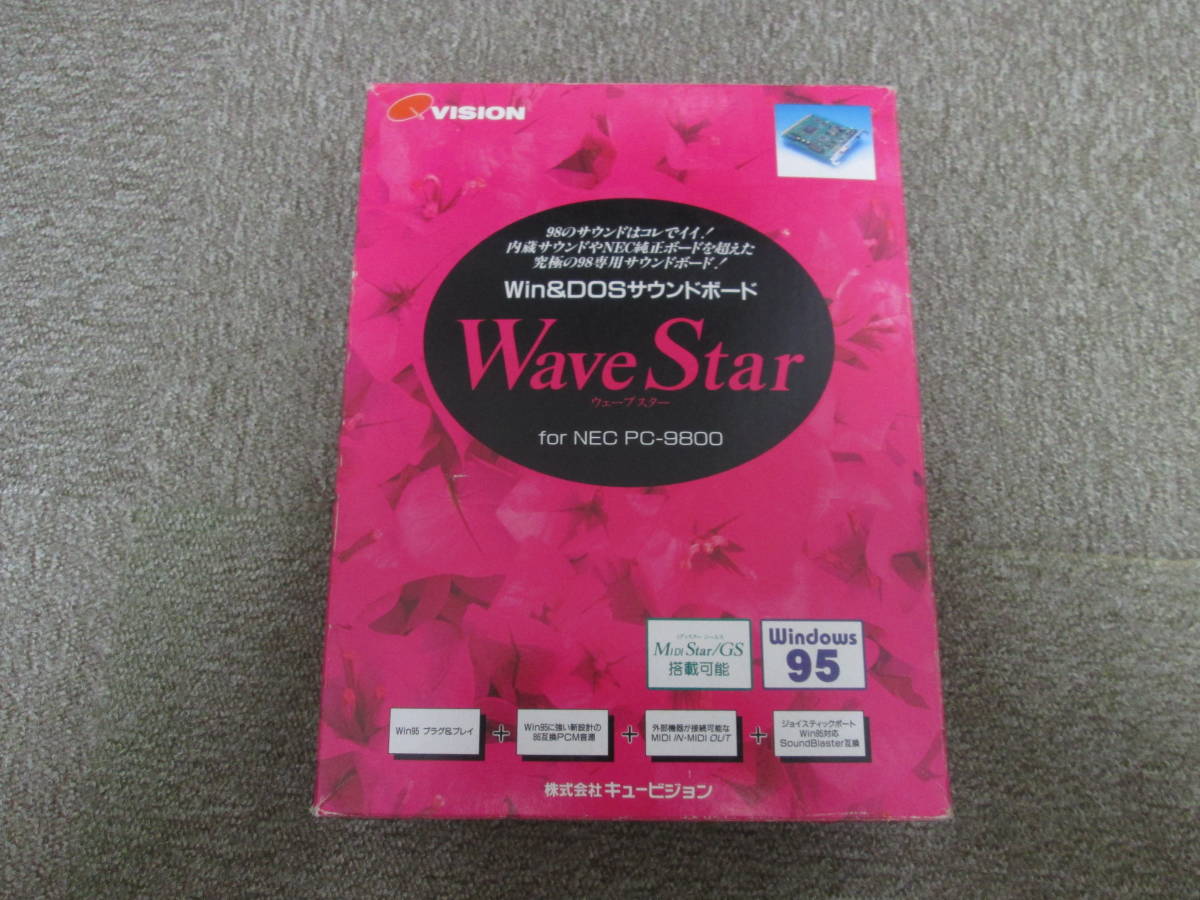 Q VISION
98のサウンドはコレでイイ!
内蔵サウンドやNEC純正ボードを超えた
究極の98専用サウンドボード!
Win&DOSサウンドボード
Wave Star
ウェーブスター
for NEC PC-9800
MIDI Star/GS
搭載可能
Windows
95
Win95 プラグ&プレイ
+
Win95に強い新設計の
86互換PCM音源
+
外部機器が接続可能な
MIDI IN・MIDI OUT
+
ジョイスティックポート
Win95対応
SoundBlaster互換
株式会社 キュービジョン